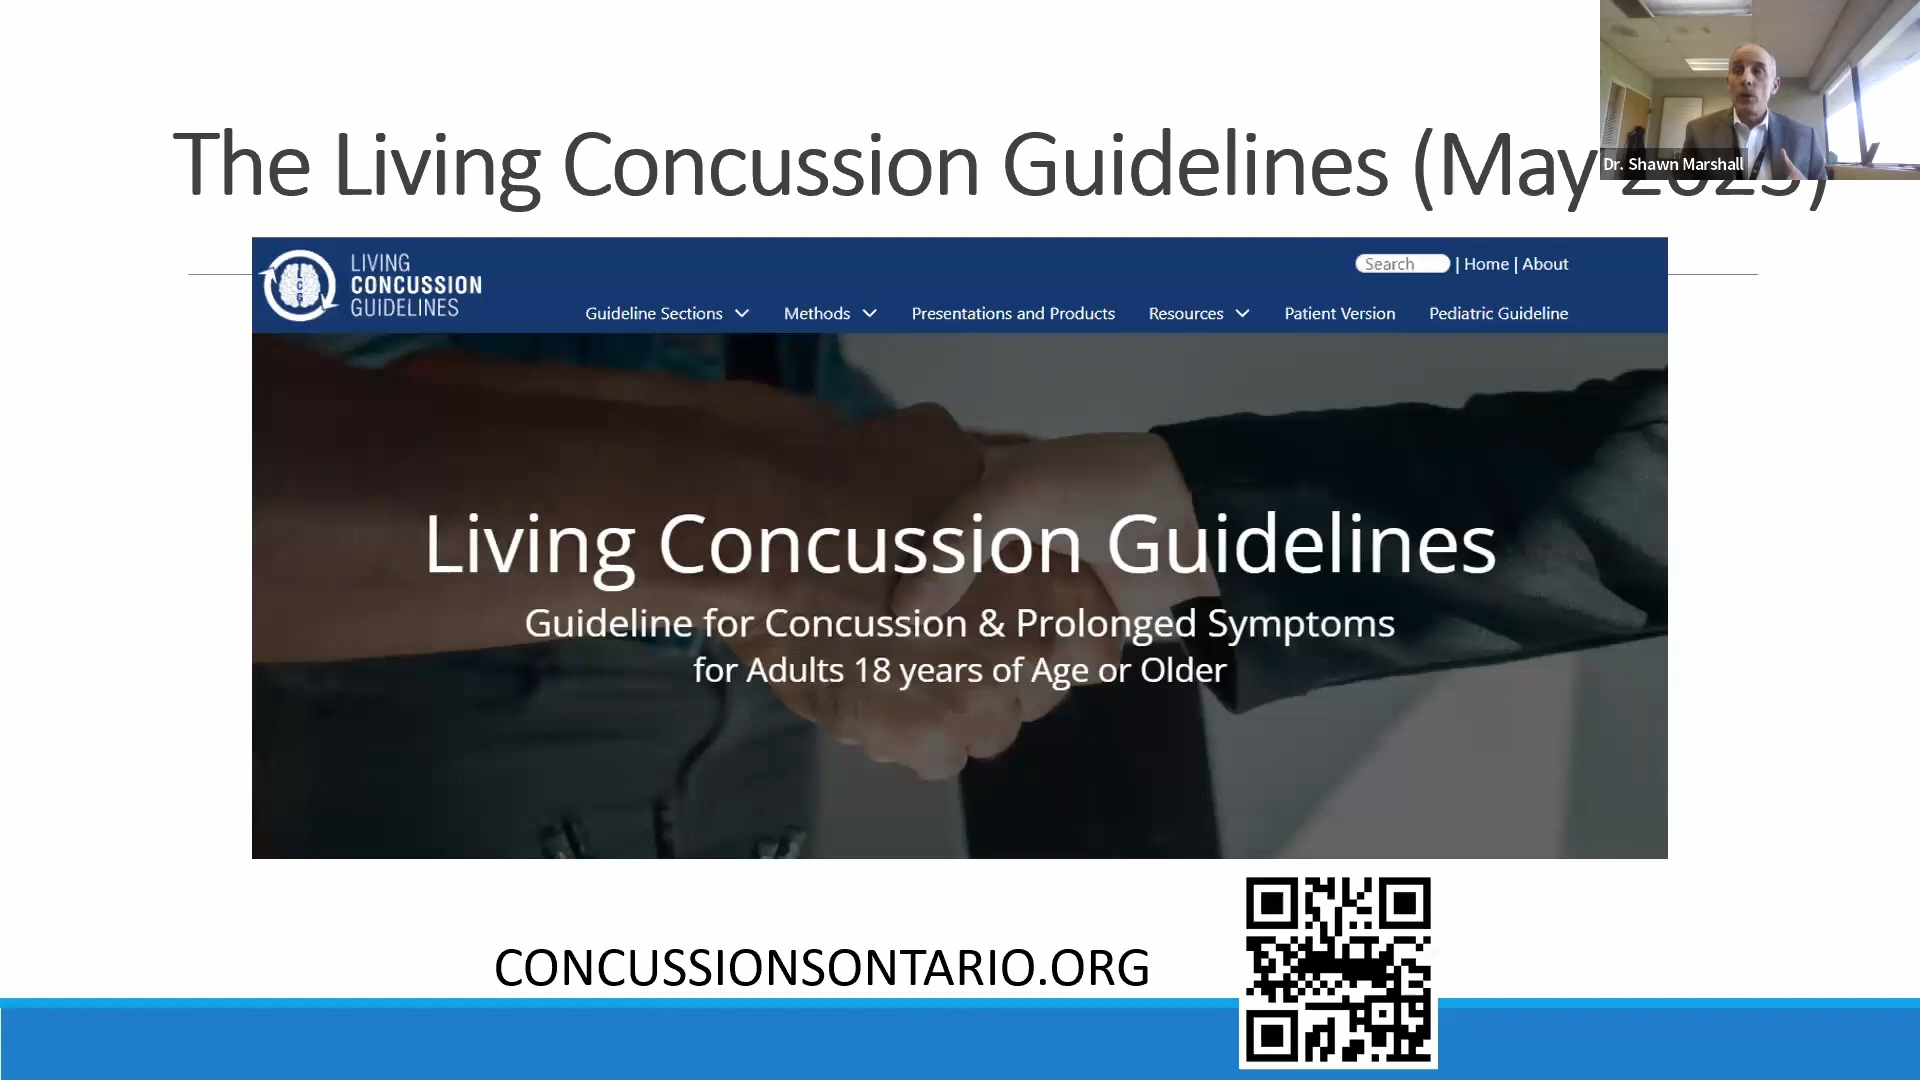 The Living Concussion Guidelines (May 2023)
Dr. Shawn Marshall
LIVING
CONCUSSION
GUIDELINES
LCG
Search | Home | About
Guideline Sections Methods Presentations and Products Resources Patient Version Pediatric Guideline
Living Concussion Guidelines
Guideline for Concussion & Prolonged Symptoms
for Adults 18 years of Age or Older
CONCUSSIONSONTARIO.ORG